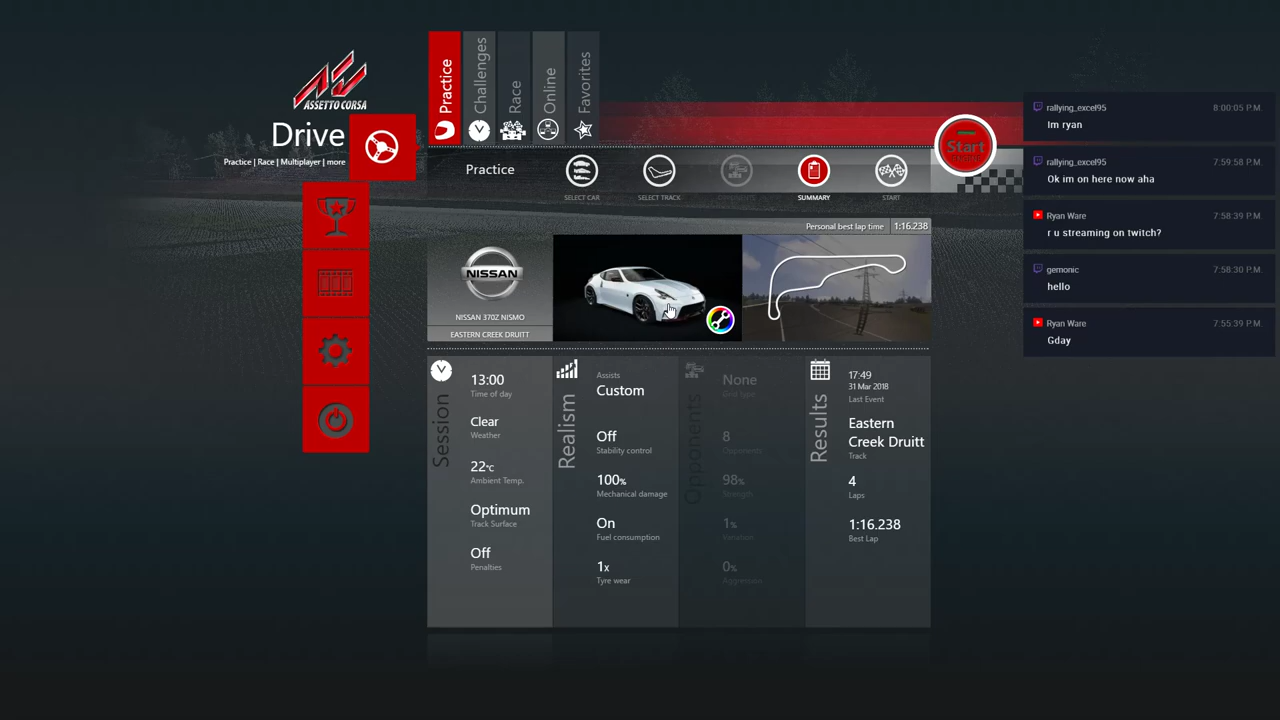 Practice
Challenges
Race
Online
Favorites
ASSETTO CORSA
Drive
Practice | Race | Multiplayer | more
Start
Practice
SELECT CAR
SELECT TRACK
SUMMARY
START
Personal best lap time 1:16.238
NISSAN
NISSAN 370Z NISMO
EASTERN CREEK DRUITT
Session
13:00
Time of day
Clear
Weather
22°C
Ambient Temp.
Optimum
Track Surface
Off
Penalties
Realism
Assists
Custom
Off
Stability control
100%
Mechanical damage
On
Fuel consumption
1x
Tyre wear
Opponents
None
Grid Type
8
Opponents
98%
Strength
1%
0%
Results
17:49
31 Mar 2018
Last Event
Eastern
Creek Druitt
Track
4
Laps
1:16.238
Best Lap
rallying_excel95 8:00:05 P.M.
Im ryan
rallying_excel95 7:59:58 P.M.
Ok im on here now aha
Ryan Ware 7:58:39 P.M.
r u streaming on twitch?
gemonic 7:58:30 P.M.
hello
Ryan Ware 7:55:39 P.M.
Gday